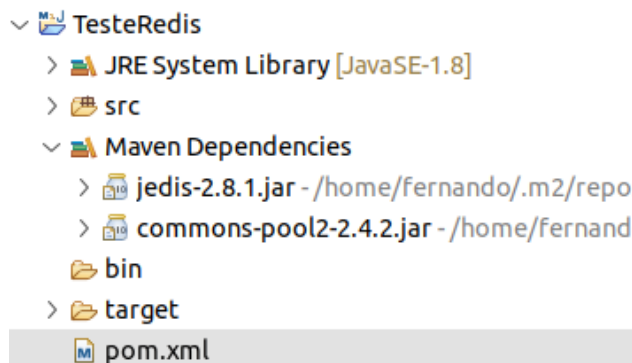 TesteRedis
JRE System Library [JavaSE-1.8]
src
Maven Dependencies
jedis-2.8.1.jar - /home/fernando/.m2/repo
commons-pool2-2.4.2.jar - /home/fernand
bin
target
pom.xml